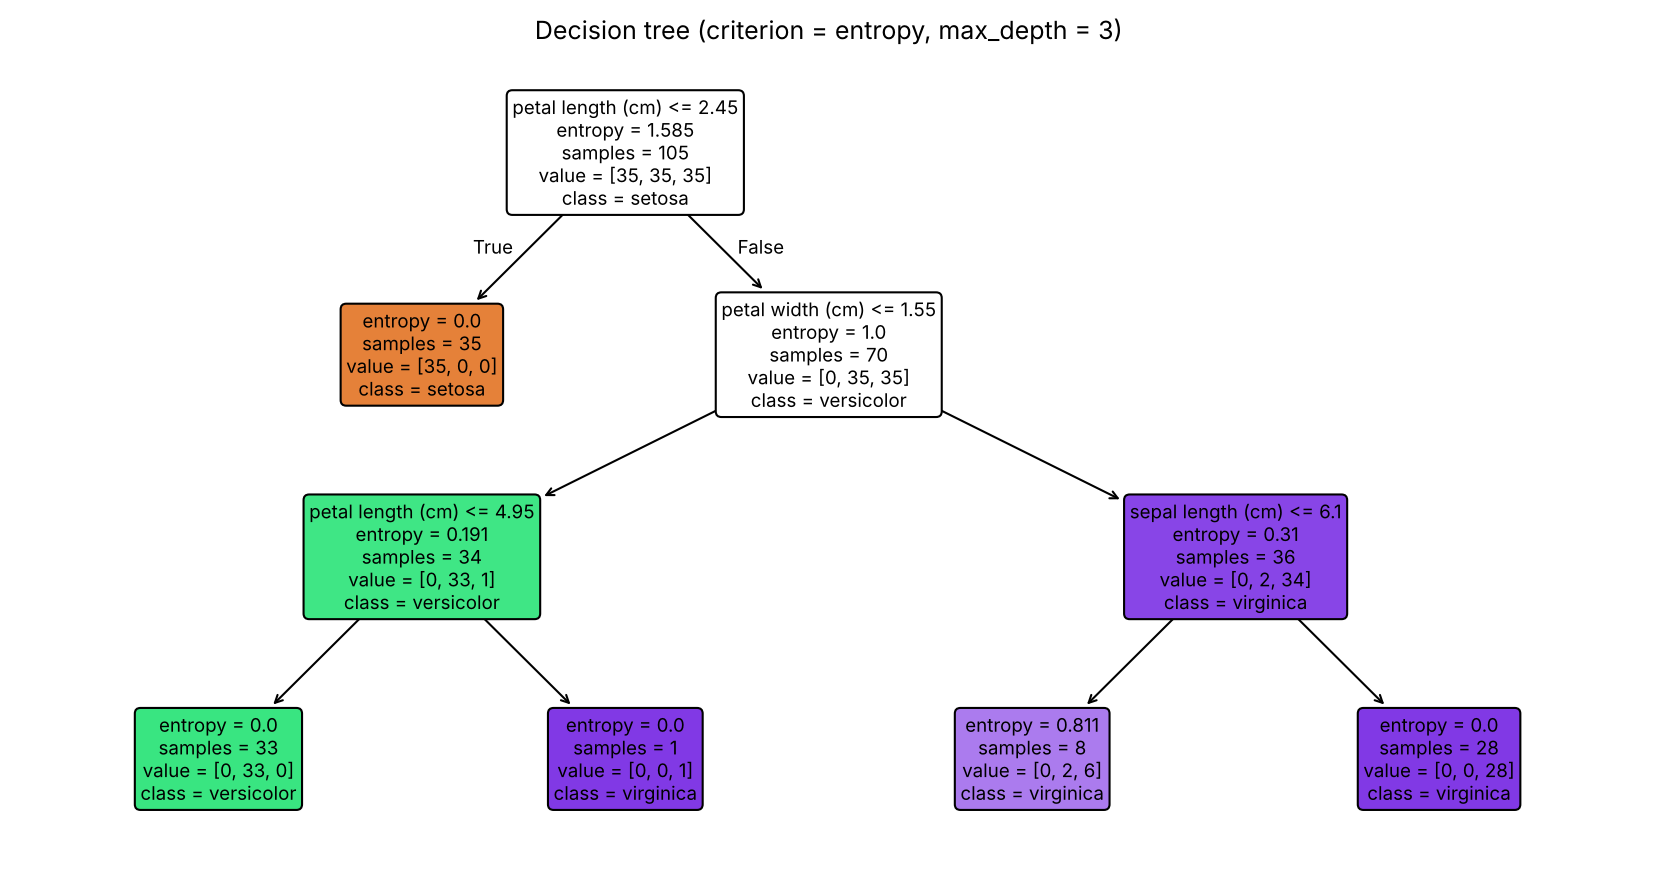 Decision tree (criterion = entropy, max_depth = 3)
petal length (cm) <= 2.45
entropy = 1.585
samples = 105
value = [35, 35, 35]
class = setosa
True
False
entropy = 0.0
samples = 35
value = [35, 0, 0]
class = setosa
petal width (cm) <= 1.55
entropy = 1.0
samples = 70
value = [0, 35, 35]
class = versicolor
petal length (cm) <= 4.95
entropy = 0.191
samples = 34
value = [0, 33, 1]
class = versicolor
sepal length (cm) <= 6.1
entropy = 0.31
samples = 36
value = [0, 2, 34]
class = virginica
entropy = 0.0
samples = 33
value = [0, 33, 0]
class = versicolor
entropy = 0.0
samples = 1
value = [0, 0, 1]
class = virginica
entropy = 0.811
samples = 8
value = [0, 2, 6]
class = virginica
entropy = 0.0
samples = 28
value = [0, 0, 28]
class = virginica